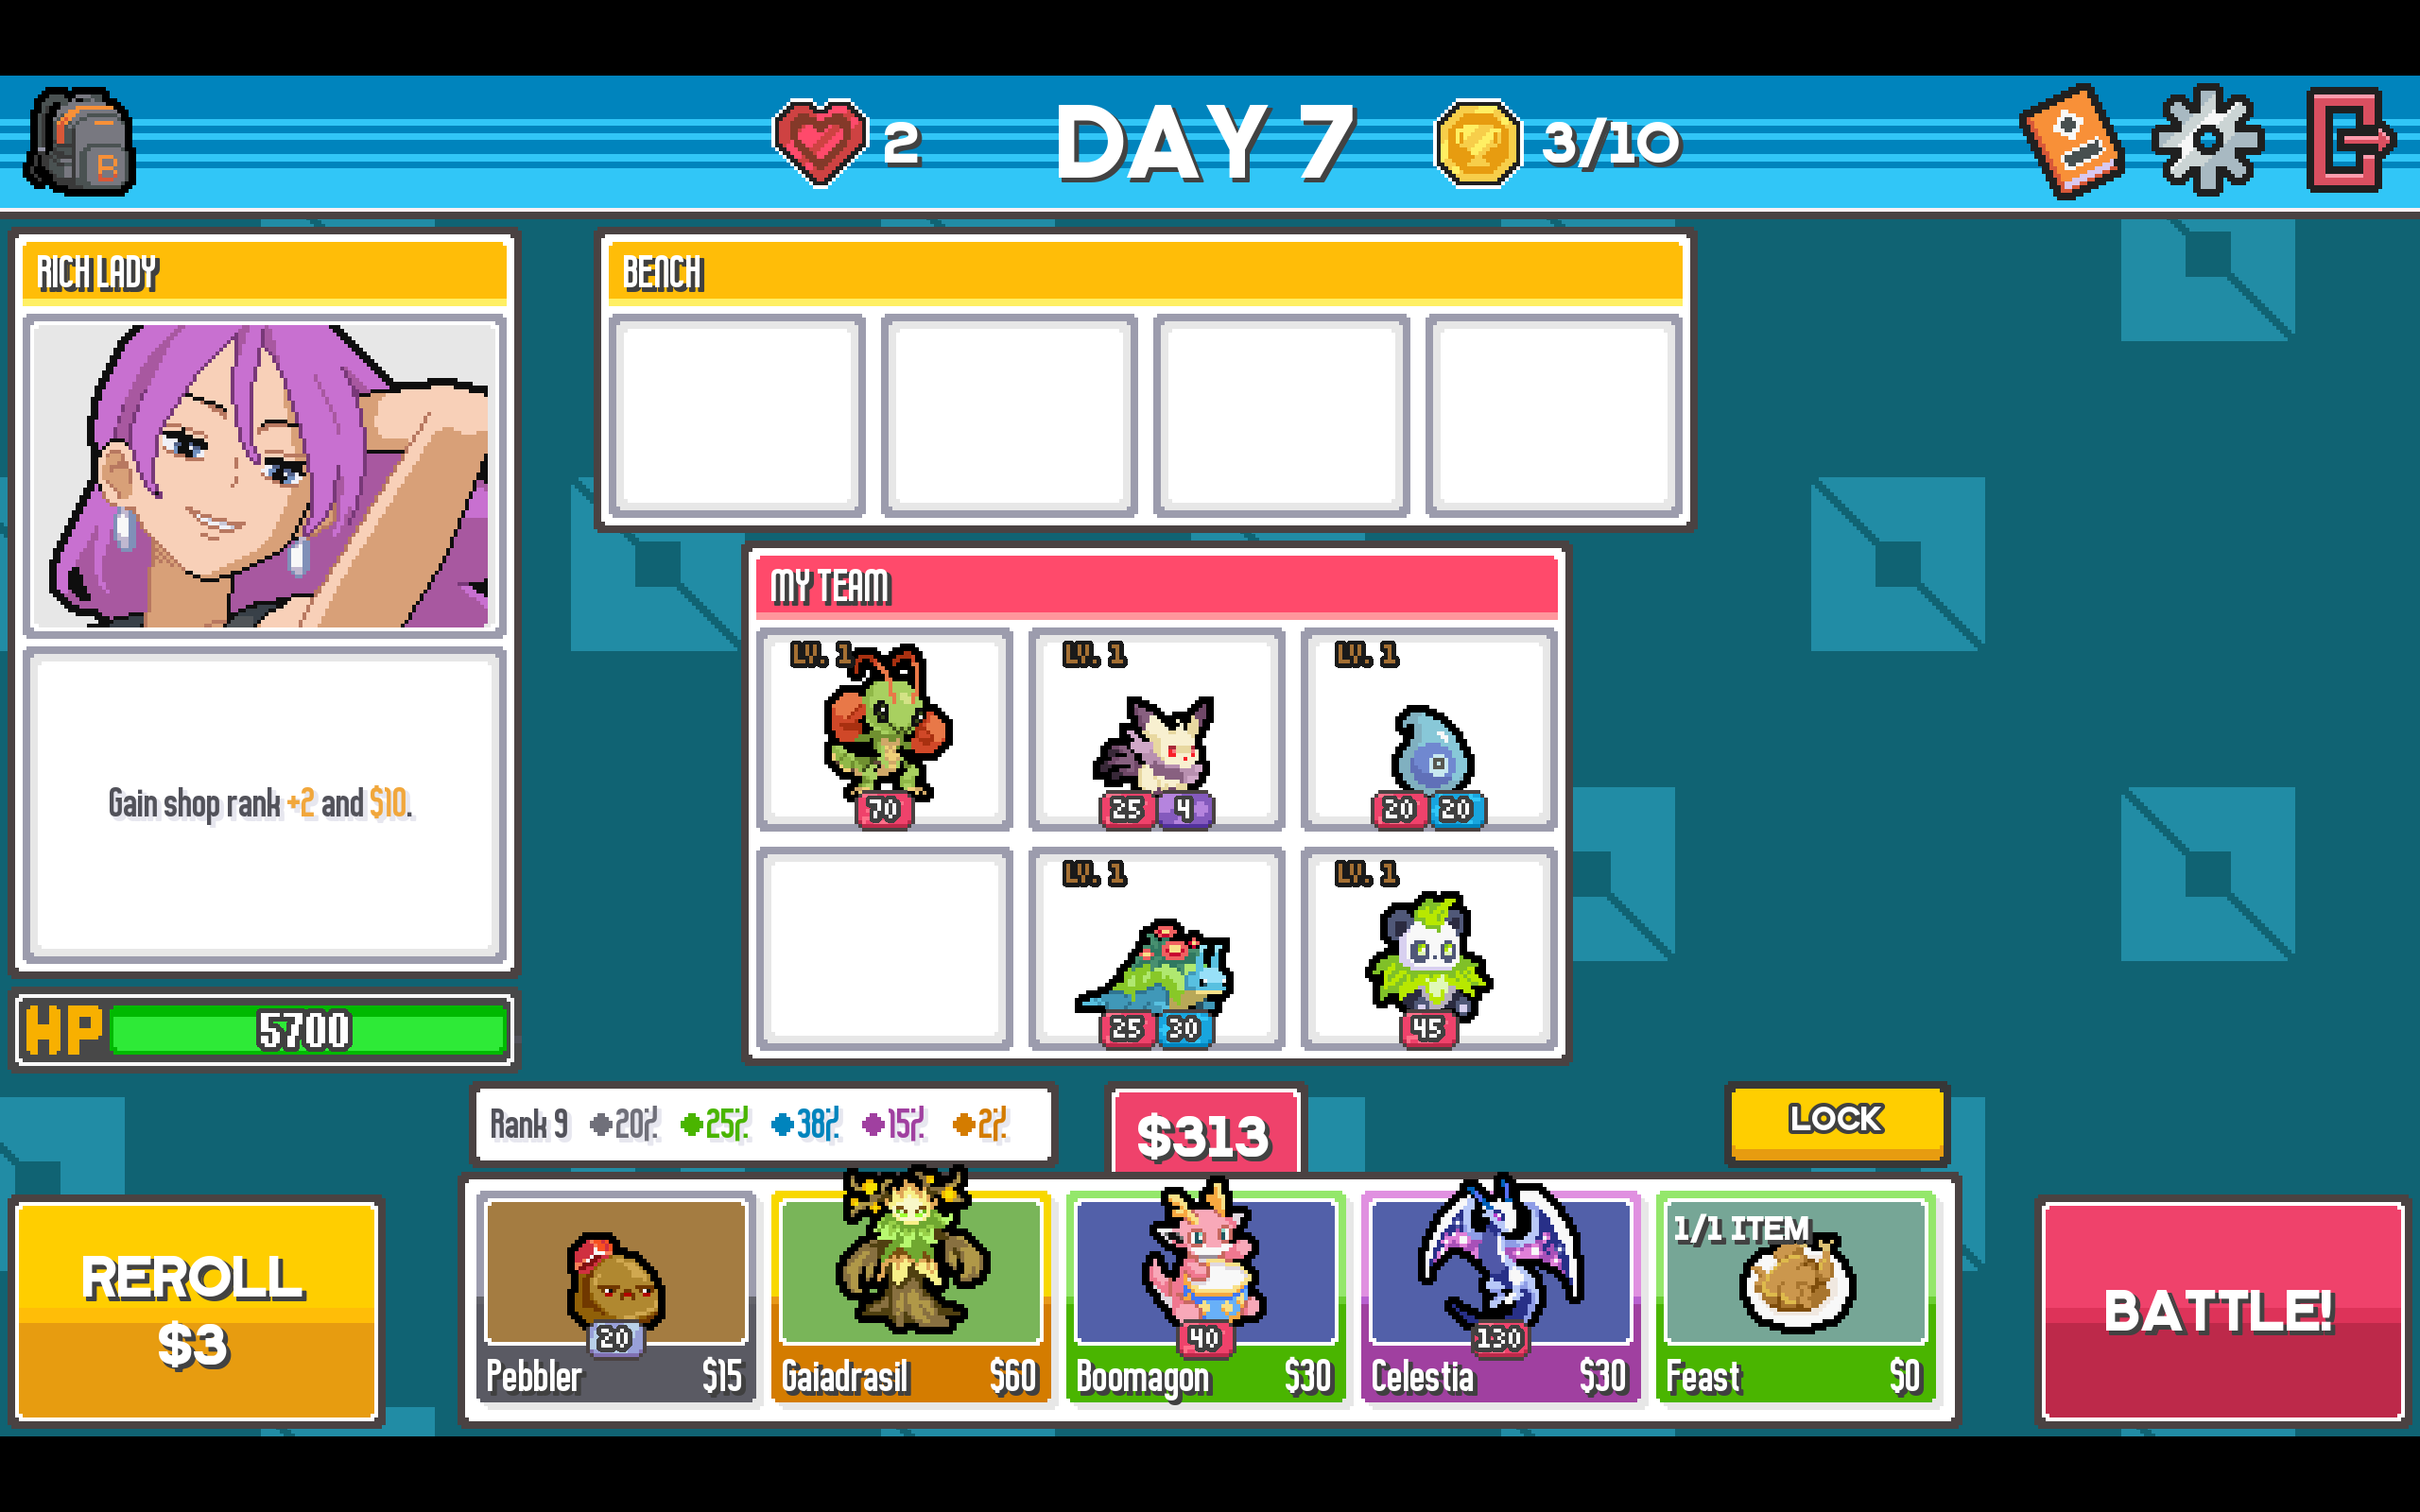 B
2
DAY 7
3/10
RICH LADY
Gain shop rank +2 and $10.
HP 5700
BENCH
MY TEAM
LV. 1
70
LV. 1
25 4
LV. 1
20 20
LV. 1
25 30
LV. 1
45
Rank 9 20% 25% 38% 15% 2%
$313
LOCK
REROLL
$3
20
Pebbler $15
Gaiadrasil $60
40
Boomagon $30
130
Celestia $30
1/1 ITEM
Feast $0
BATTLE!